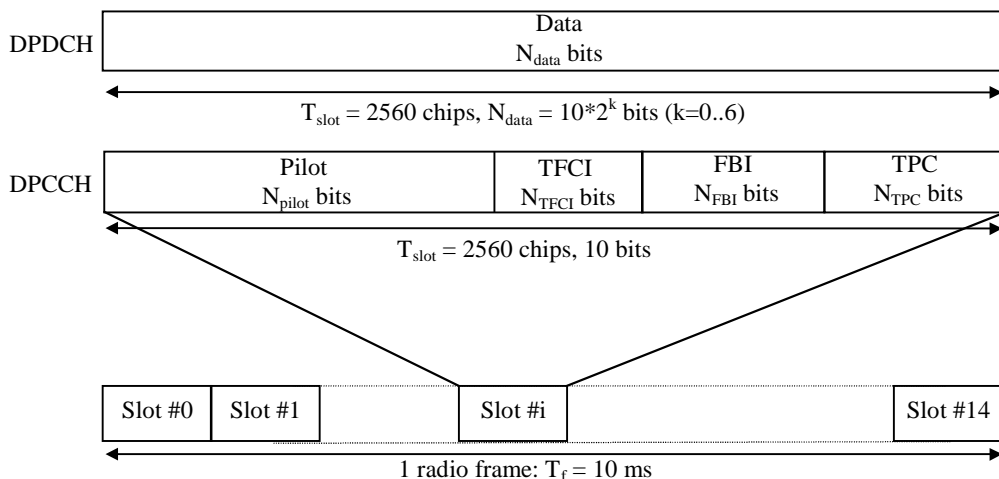 Data
DPDCH
N_data bits
T_slot = 2560 chips, N_data = 10*2^k bits (k=0..6)
Pilot TFCI FBI TPC
DPCCH
N_pilot bits N_TFCI bits N_FBI bits N_TPC bits
T_slot = 2560 chips, 10 bits
Slot #0 Slot #1 Slot #i Slot #14
1 radio frame: T_f = 10 ms